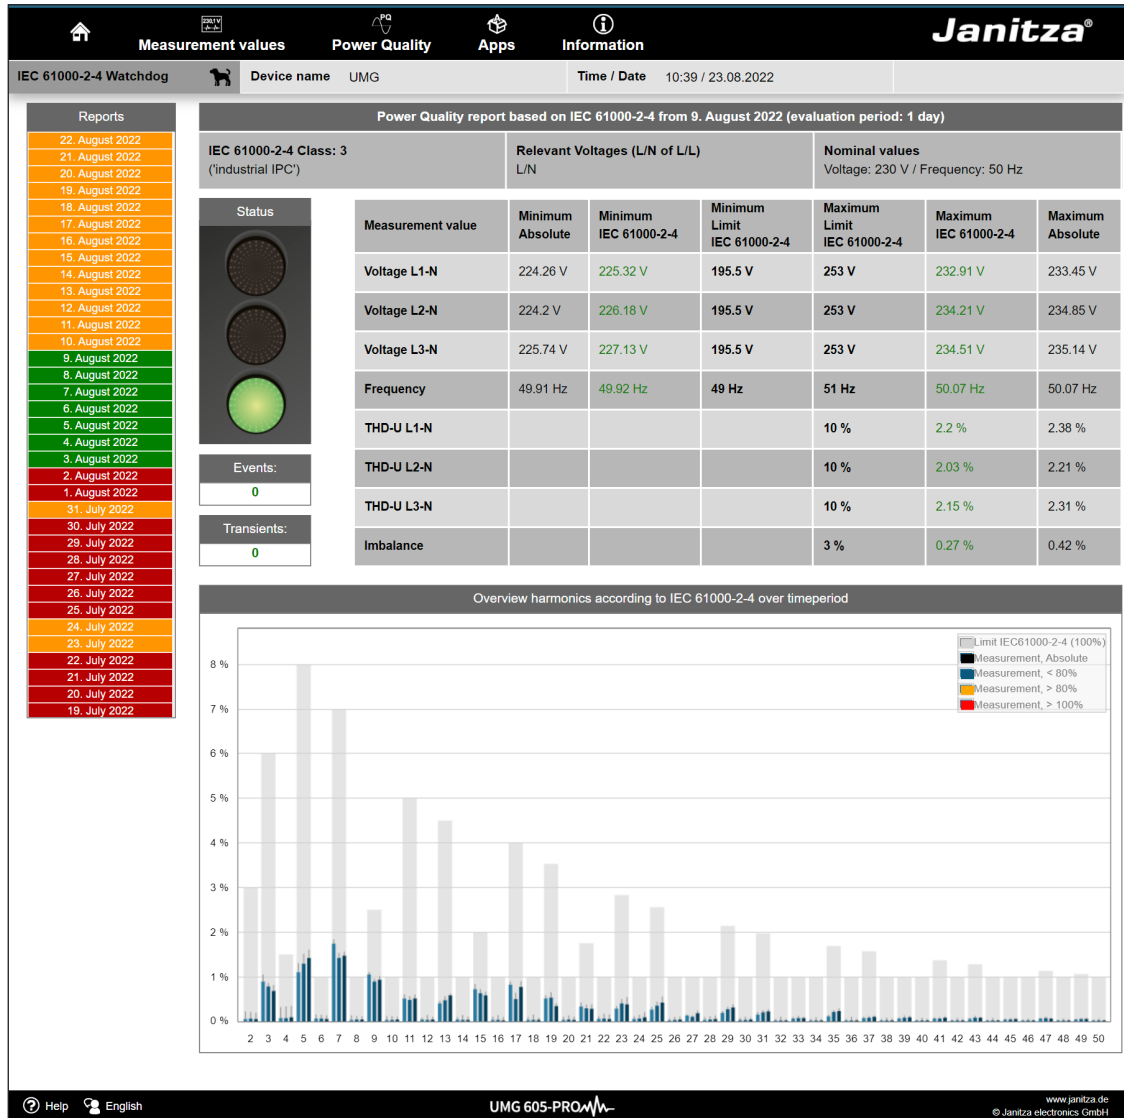 230,1 V
PQ
Measurement values Power Quality Apps Information
Janitza®
IEC 61000-2-4 Watchdog Device name UMG Time / Date 10:39 / 23.08.2022
Reports
22. August 2022
21. August 2022
20. August 2022
19. August 2022
18. August 2022
17. August 2022
16. August 2022
15. August 2022
14. August 2022
13. August 2022
12. August 2022
11. August 2022
10. August 2022
9. August 2022
8. August 2022
7. August 2022
6. August 2022
5. August 2022
4. August 2022
3. August 2022
2. August 2022
1. August 2022
31. July 2022
30. July 2022
29. July 2022
28. July 2022
27. July 2022
26. July 2022
25. July 2022
24. July 2022
23. July 2022
22. July 2022
21. July 2022
20. July 2022
19. July 2022
Power Quality report based on IEC 61000-2-4 from 9. August 2022 (evaluation period: 1 day)
IEC 61000-2-4 Class: 3
('industrial IPC')
Relevant Voltages (L/N of L/L)
L/N
Nominal values
Voltage: 230 V / Frequency: 50 Hz
Status
Events:
0
Transients:
0
Measurement value
Minimum
Absolute
Minimum
IEC 61000-2-4
Minimum
Limit
IEC 61000-2-4
Maximum
Limit
IEC 61000-2-4
Maximum
IEC 61000-2-4
Maximum
Absolute
Voltage L1-N 224.26 V 225.32 V 195.5 V 253 V 232.91 V 233.45 V
Voltage L2-N 224.2 V 226.18 V 195.5 V 253 V 234.21 V 234.85 V
Voltage L3-N 225.74 V 227.13 V 195.5 V 253 V 234.51 V 235.14 V
Frequency 49.91 Hz 49.92 Hz 49 Hz 51 Hz 50.07 Hz 50.07 Hz
THD-U L1-N 10 % 2.2 % 2.38 %
THD-U L2-N 10 % 2.03 % 2.21 %
THD-U L3-N 10 % 2.15 % 2.31 %
Imbalance 3 % 0.27 % 0.42 %
Overview harmonics according to IEC 61000-2-4 over timeperiod
Limit IEC61000-2-4 (100%)
Measurement, Absolute
Measurement, < 80%
Measurement, > 80%
Measurement, > 100%
8 %
7 %
6 %
5 %
4 %
3 %
2 %
1 %
0 %
2 3 4 5 6 7 8 9 10 11 12 13 14 15 16 17 18 19 20 21 22 23 24 25 26 27 28 29 30 31 32 33 34 35 36 37 38 39 40 41 42 43 44 45 46 47 48 49 50
? Help English
UMG 605-PRO
www.janitza.de
© Janitza electronics GmbH